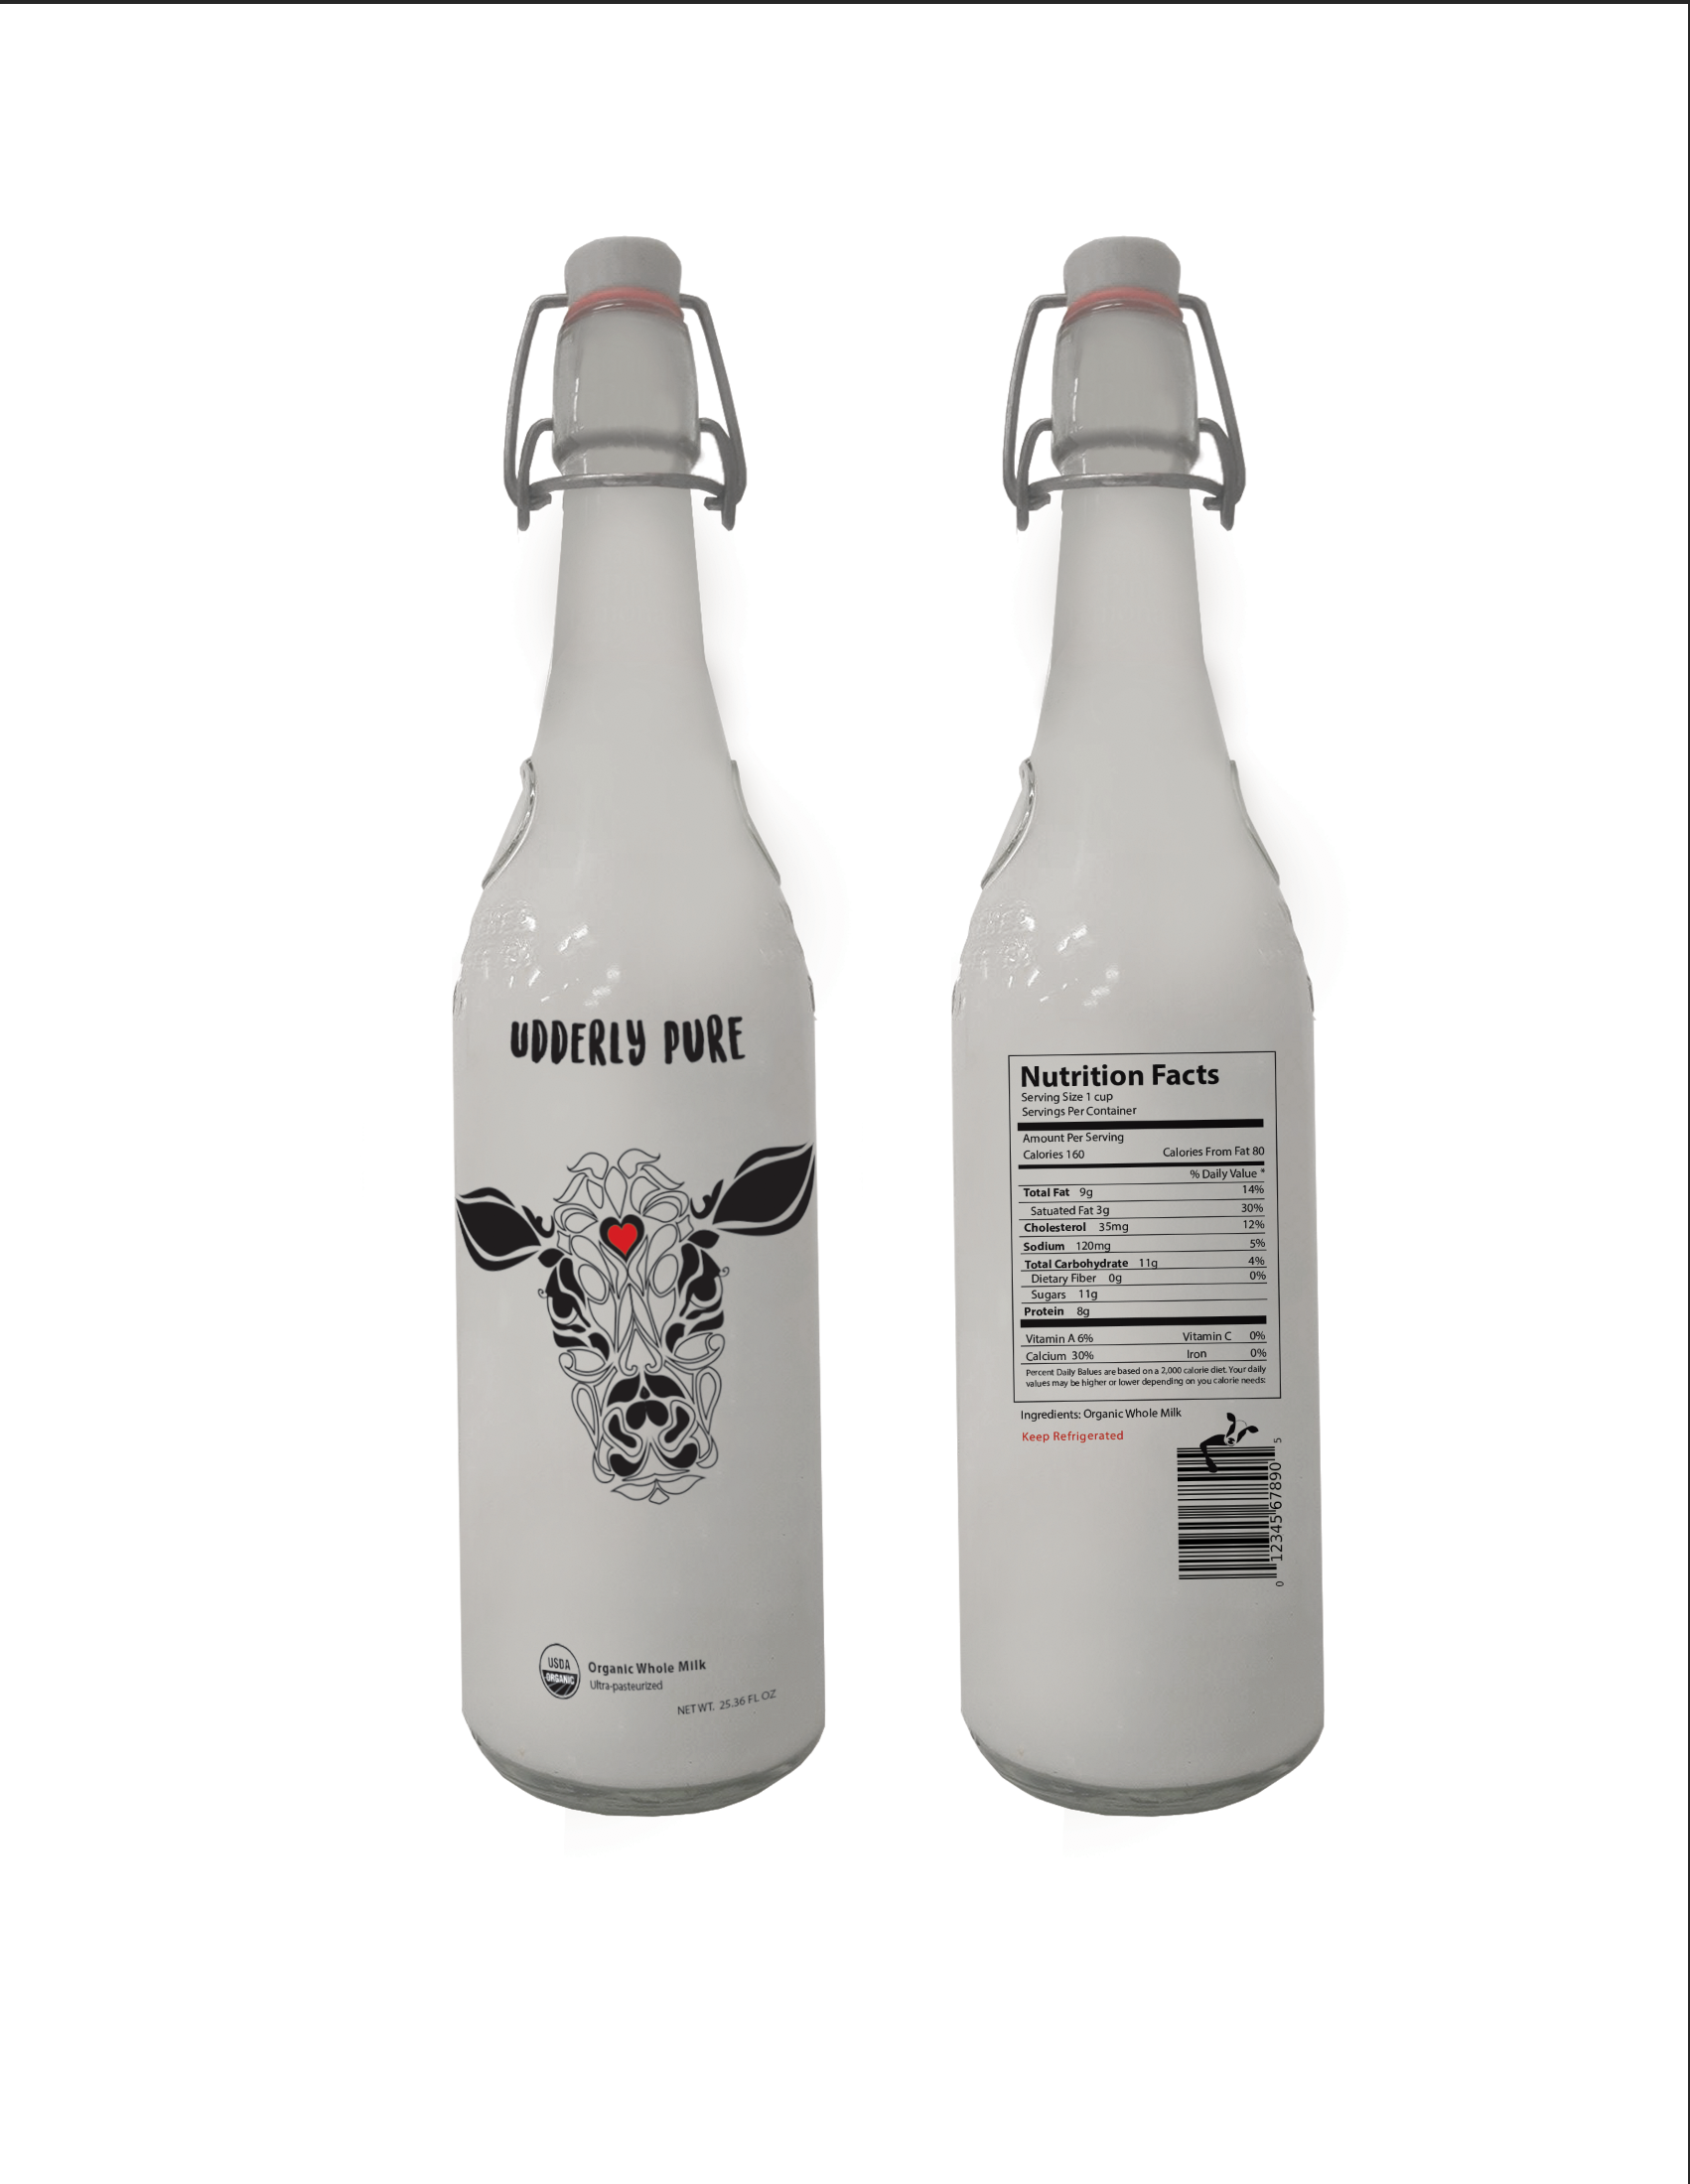 UDDERLY PURE
USDA
ORGANIC
Organic Whole Milk
Ultra-pasteurized
NET WT. 25.36 FL OZ
Nutrition Facts
Serving Size 1 cup
Servings Per Container
Amount Per Serving
Calories 160 Calories From Fat 80
% Daily Value *
Total Fat 9g 14%
Satuated Fat 3g 30%
Cholesterol 35mg 12%
Sodium 120mg 5%
Total Carbohydrate 11g 4%
Dietary Fiber 0g 0%
Sugars 11g
Protein 8g
Vitamin A 6% Vitamin C 0%
Calcium 30% Iron 0%
Percent Daily Balues are based on a 2,000 calorie diet. Your daily
values may be higher or lower depending on you calorie needs:
Ingredients: Organic Whole Milk
Keep Refrigerated
0 12345 67890 5